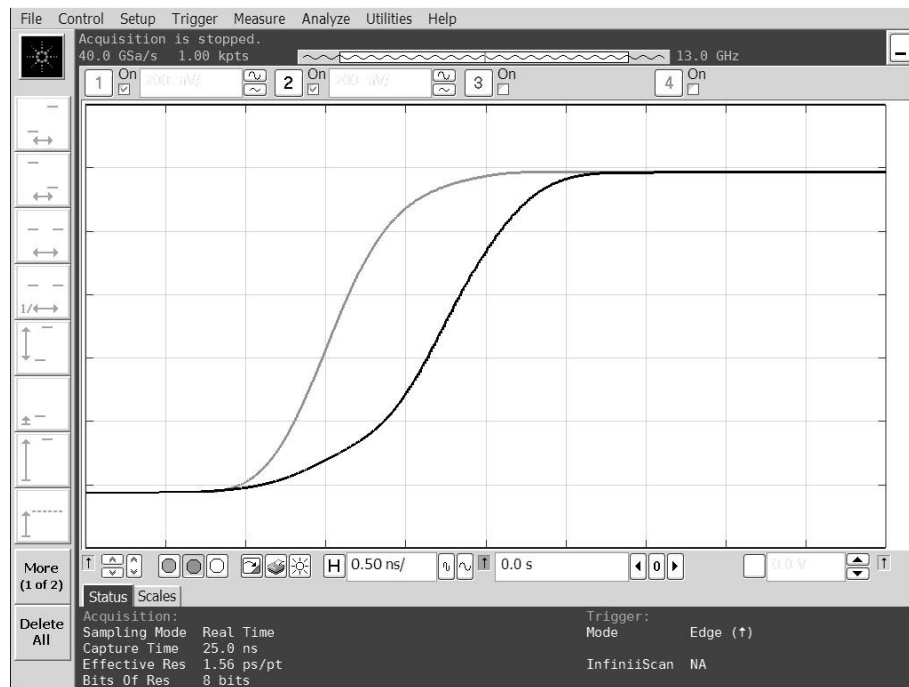 File Control Setup Trigger Measure Analyze Utilities Help
Acquisition is stopped.
40.0 GSa/s 1.00 kpts 13.0 GHz
1 On 2 On 3 On 4 On
1/
H 0.50 ns/ 0.0 s 0
More
(1 of 2)
Delete
All
Status Scales
Acquisition:
Sampling Mode Real Time
Capture Time 25.0 ns
Effective Res 1.56 ps/pt
Bits Of Res 8 bits
Trigger:
Mode Edge (↑)
InfiniiScan NA